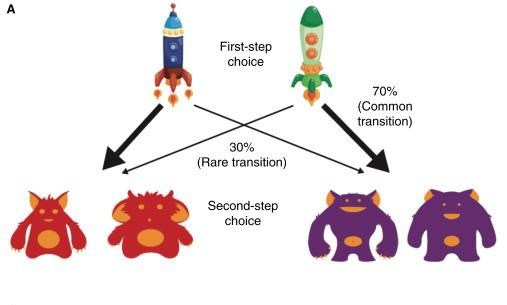 A
First-step
choice
70%
(Common
transition)
30%
(Rare transition)
Second-step
choice